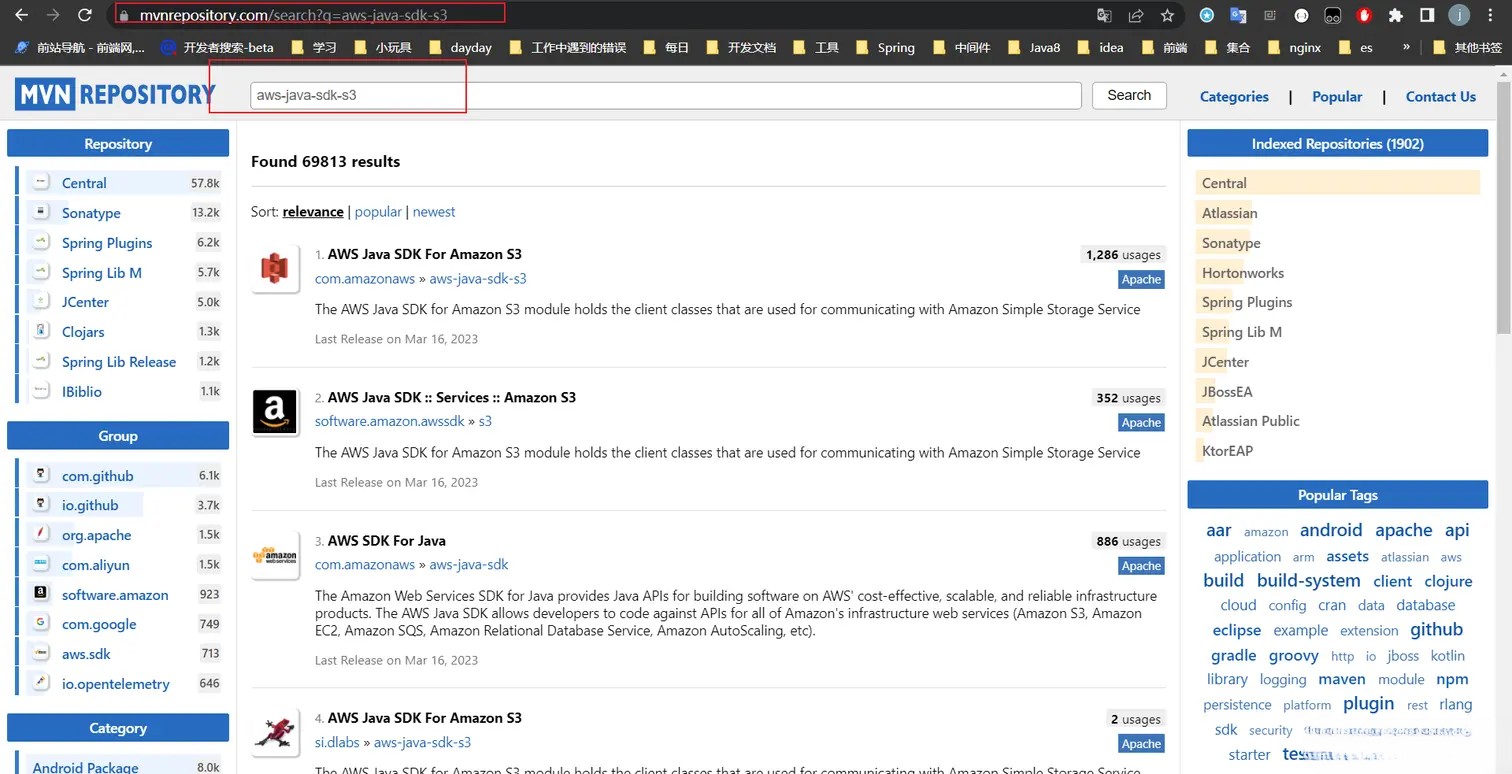 mvnrepository.com/search?q=aws-java-sdk-s3
j
前站导航 - 前端网,...
开发者搜索-beta
学习
小玩具
dayday
工作中遇到的错误
每日
开发文档
工具
Spring
中间件
Java8
idea
前端
集合
nginx
es
»
其他书签
MVN REPOSITORY
aws-java-sdk-s3
Search
Categories | Popular | Contact Us
Repository
Central 57.8k
Sonatype 13.2k
Spring Plugins 6.2k
Spring Lib M 5.7k
JCenter 5.0k
Clojars 1.3k
Spring Lib Release 1.2k
IBiblio 1.1k
Group
com.github 6.1k
io.github 3.7k
org.apache 1.5k
com.aliyun 1.5k
software.amazon 923
com.google 749
aws.sdk 713
io.opentelemetry 646
Category
Android Package 8.0k
Found 69813 results
Sort: relevance | popular | newest
1. AWS Java SDK For Amazon S3
1,286 usages
com.amazonaws » aws-java-sdk-s3
Apache
The AWS Java SDK for Amazon S3 module holds the client classes that are used for communicating with Amazon Simple Storage Service
Last Release on Mar 16, 2023
2. AWS Java SDK :: Services :: Amazon S3
352 usages
software.amazon.awssdk » s3
Apache
The AWS Java SDK for Amazon S3 module holds the client classes that are used for communicating with Amazon Simple Storage Service
Last Release on Mar 16, 2023
3. AWS SDK For Java
886 usages
amazon
web services
com.amazonaws » aws-java-sdk
Apache
The Amazon Web Services SDK for Java provides Java APIs for building software on AWS' cost-effective, scalable, and reliable infrastructure
products. The AWS Java SDK allows developers to code against APIs for all of Amazon's infrastructure web services (Amazon S3, Amazon
EC2, Amazon SQS, Amazon Relational Database Service, Amazon AutoScaling, etc).
Last Release on Mar 16, 2023
4. AWS Java SDK For Amazon S3
2 usages
si.dlabs » aws-java-sdk-s3
Apache
The AWS Java SDK for Amazon S3 module holds the client classes that are used for communicating with Amazon Simple Storage Service
Indexed Repositories (1902)
Central
Atlassian
Sonatype
Hortonworks
Spring Plugins
Spring Lib M
JCenter
JBossEA
Atlassian Public
KtorEAP
Popular Tags
aar amazon android apache api
application arm assets atlassian aws
build build-system client clojure
cloud config cran data database
eclipse example extension github
gradle groovy http io jboss kotlin
library logging maven module npm
persistence platform plugin rest rlang
sdk security
starter